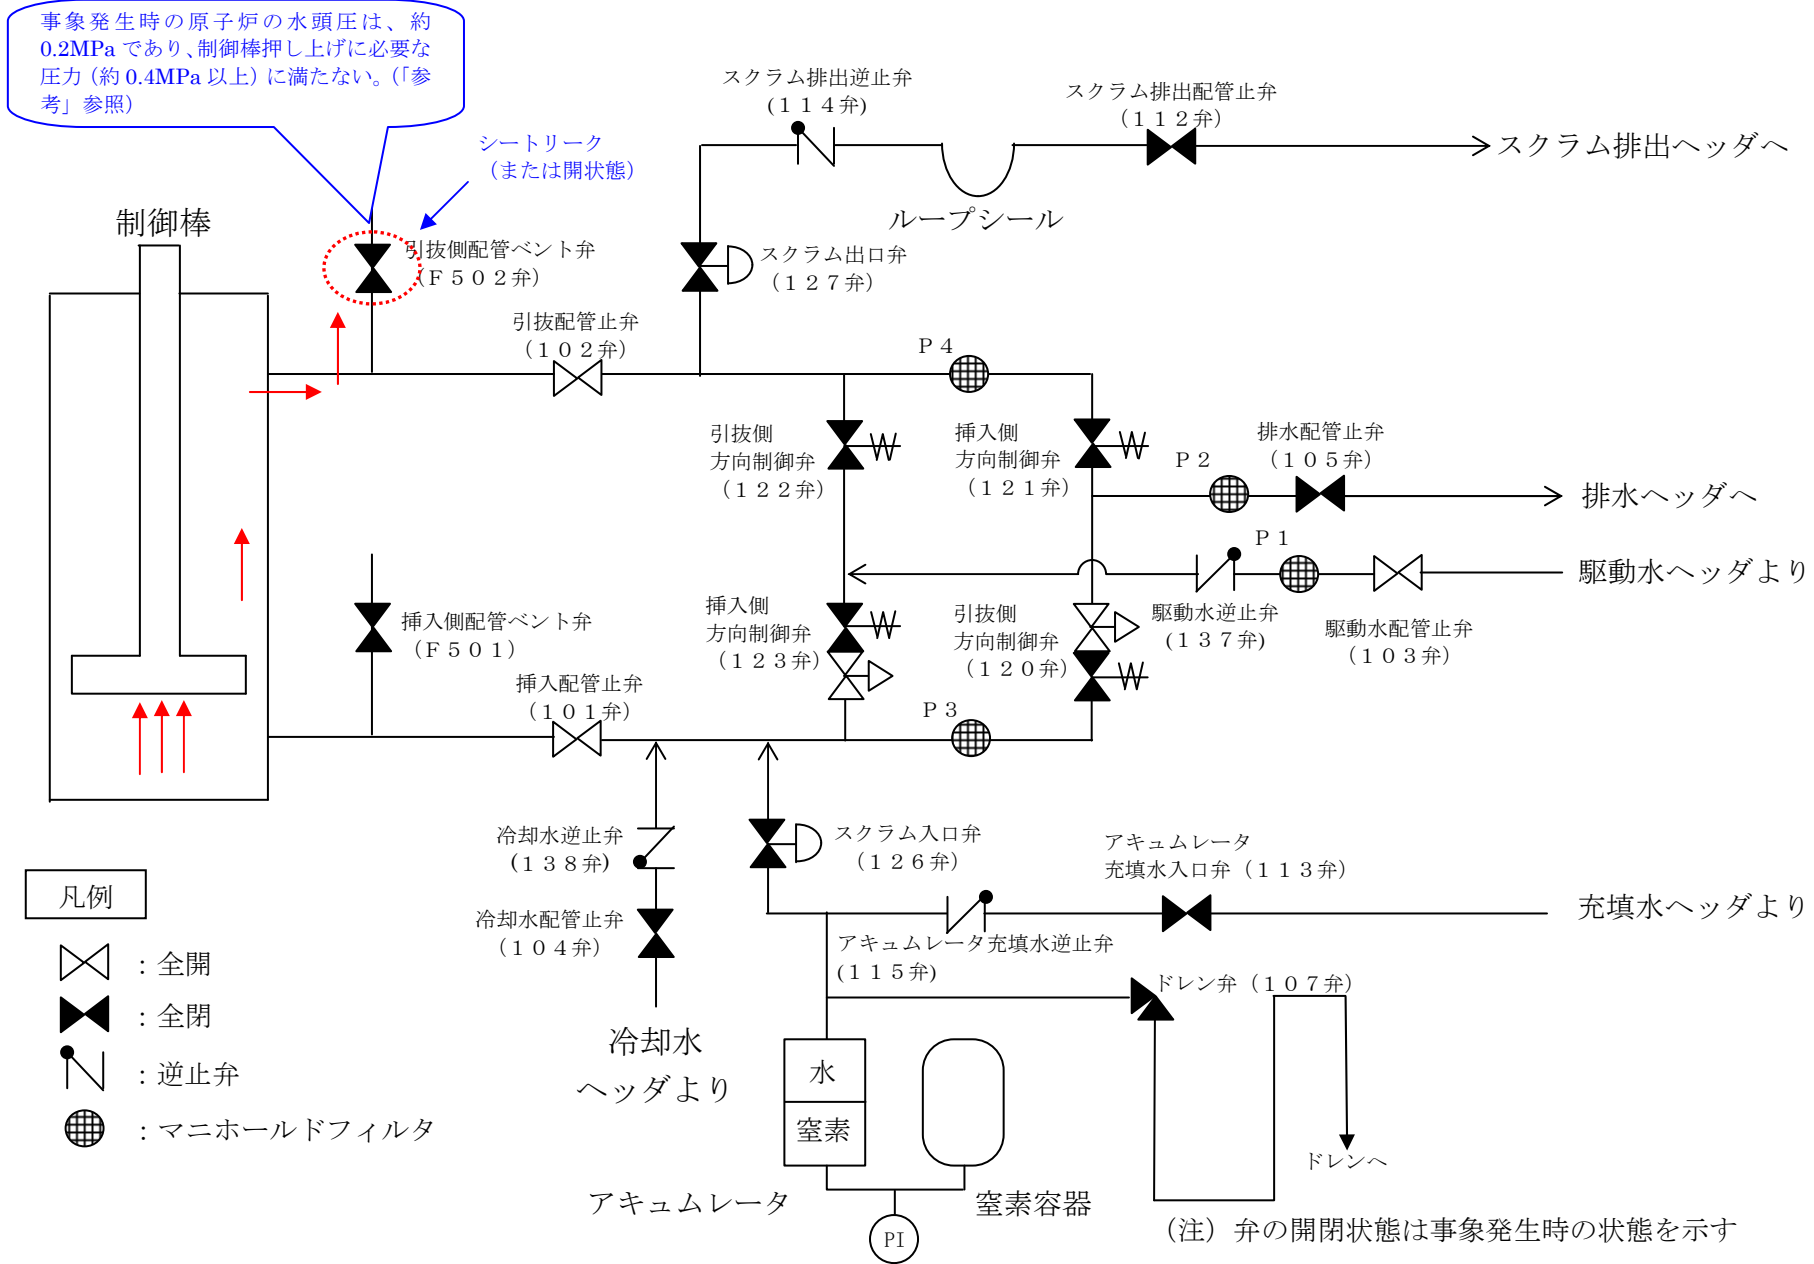 事象発生時の原子炉の水頭圧は、約
0.2MPa であり、制御棒押し上げに必要な
圧力（約 0.4MPa 以上）に満たない。（「参
考」参照）
シートリーク
（または開状態）
スクラム排出逆止弁
(１１４弁)
スクラム排出配管止弁
（１１２弁）
スクラム排出ヘッダへ
ループシール
制御棒
引抜側配管ベント弁
（F５０２弁）
スクラム出口弁
（１２７弁）
引抜配管止弁
（１０２弁）
P４
引抜側
方向制御弁
（１２２弁）
挿入側
方向制御弁
（１２１弁）
P２
排水配管止弁
（１０５弁）
排水ヘッダへ
P１
駆動水ヘッダより
駆動水逆止弁
(１３７弁)
駆動水配管止弁
（１０３弁）
挿入側
方向制御弁
（１２３弁）
引抜側
方向制御弁
（１２０弁）
挿入側配管ベント弁
（F５０１）
挿入配管止弁
（１０１弁）
P３
冷却水逆止弁
(１３８弁)
スクラム入口弁
（１２６弁）
アキュムレータ
充填水入口弁（１１３弁）
充填水ヘッダより
冷却水配管止弁
（１０４弁）
アキュムレータ充填水逆止弁
(１１５弁)
ドレン弁（１０７弁）
冷却水
ヘッダより
水
窒素
アキュムレータ
窒素容器
PI
ドレンへ
凡例
：全開
：全閉
：逆止弁
：マニホールドフィルタ
（注）弁の開閉状態は事象発生時の状態を示す